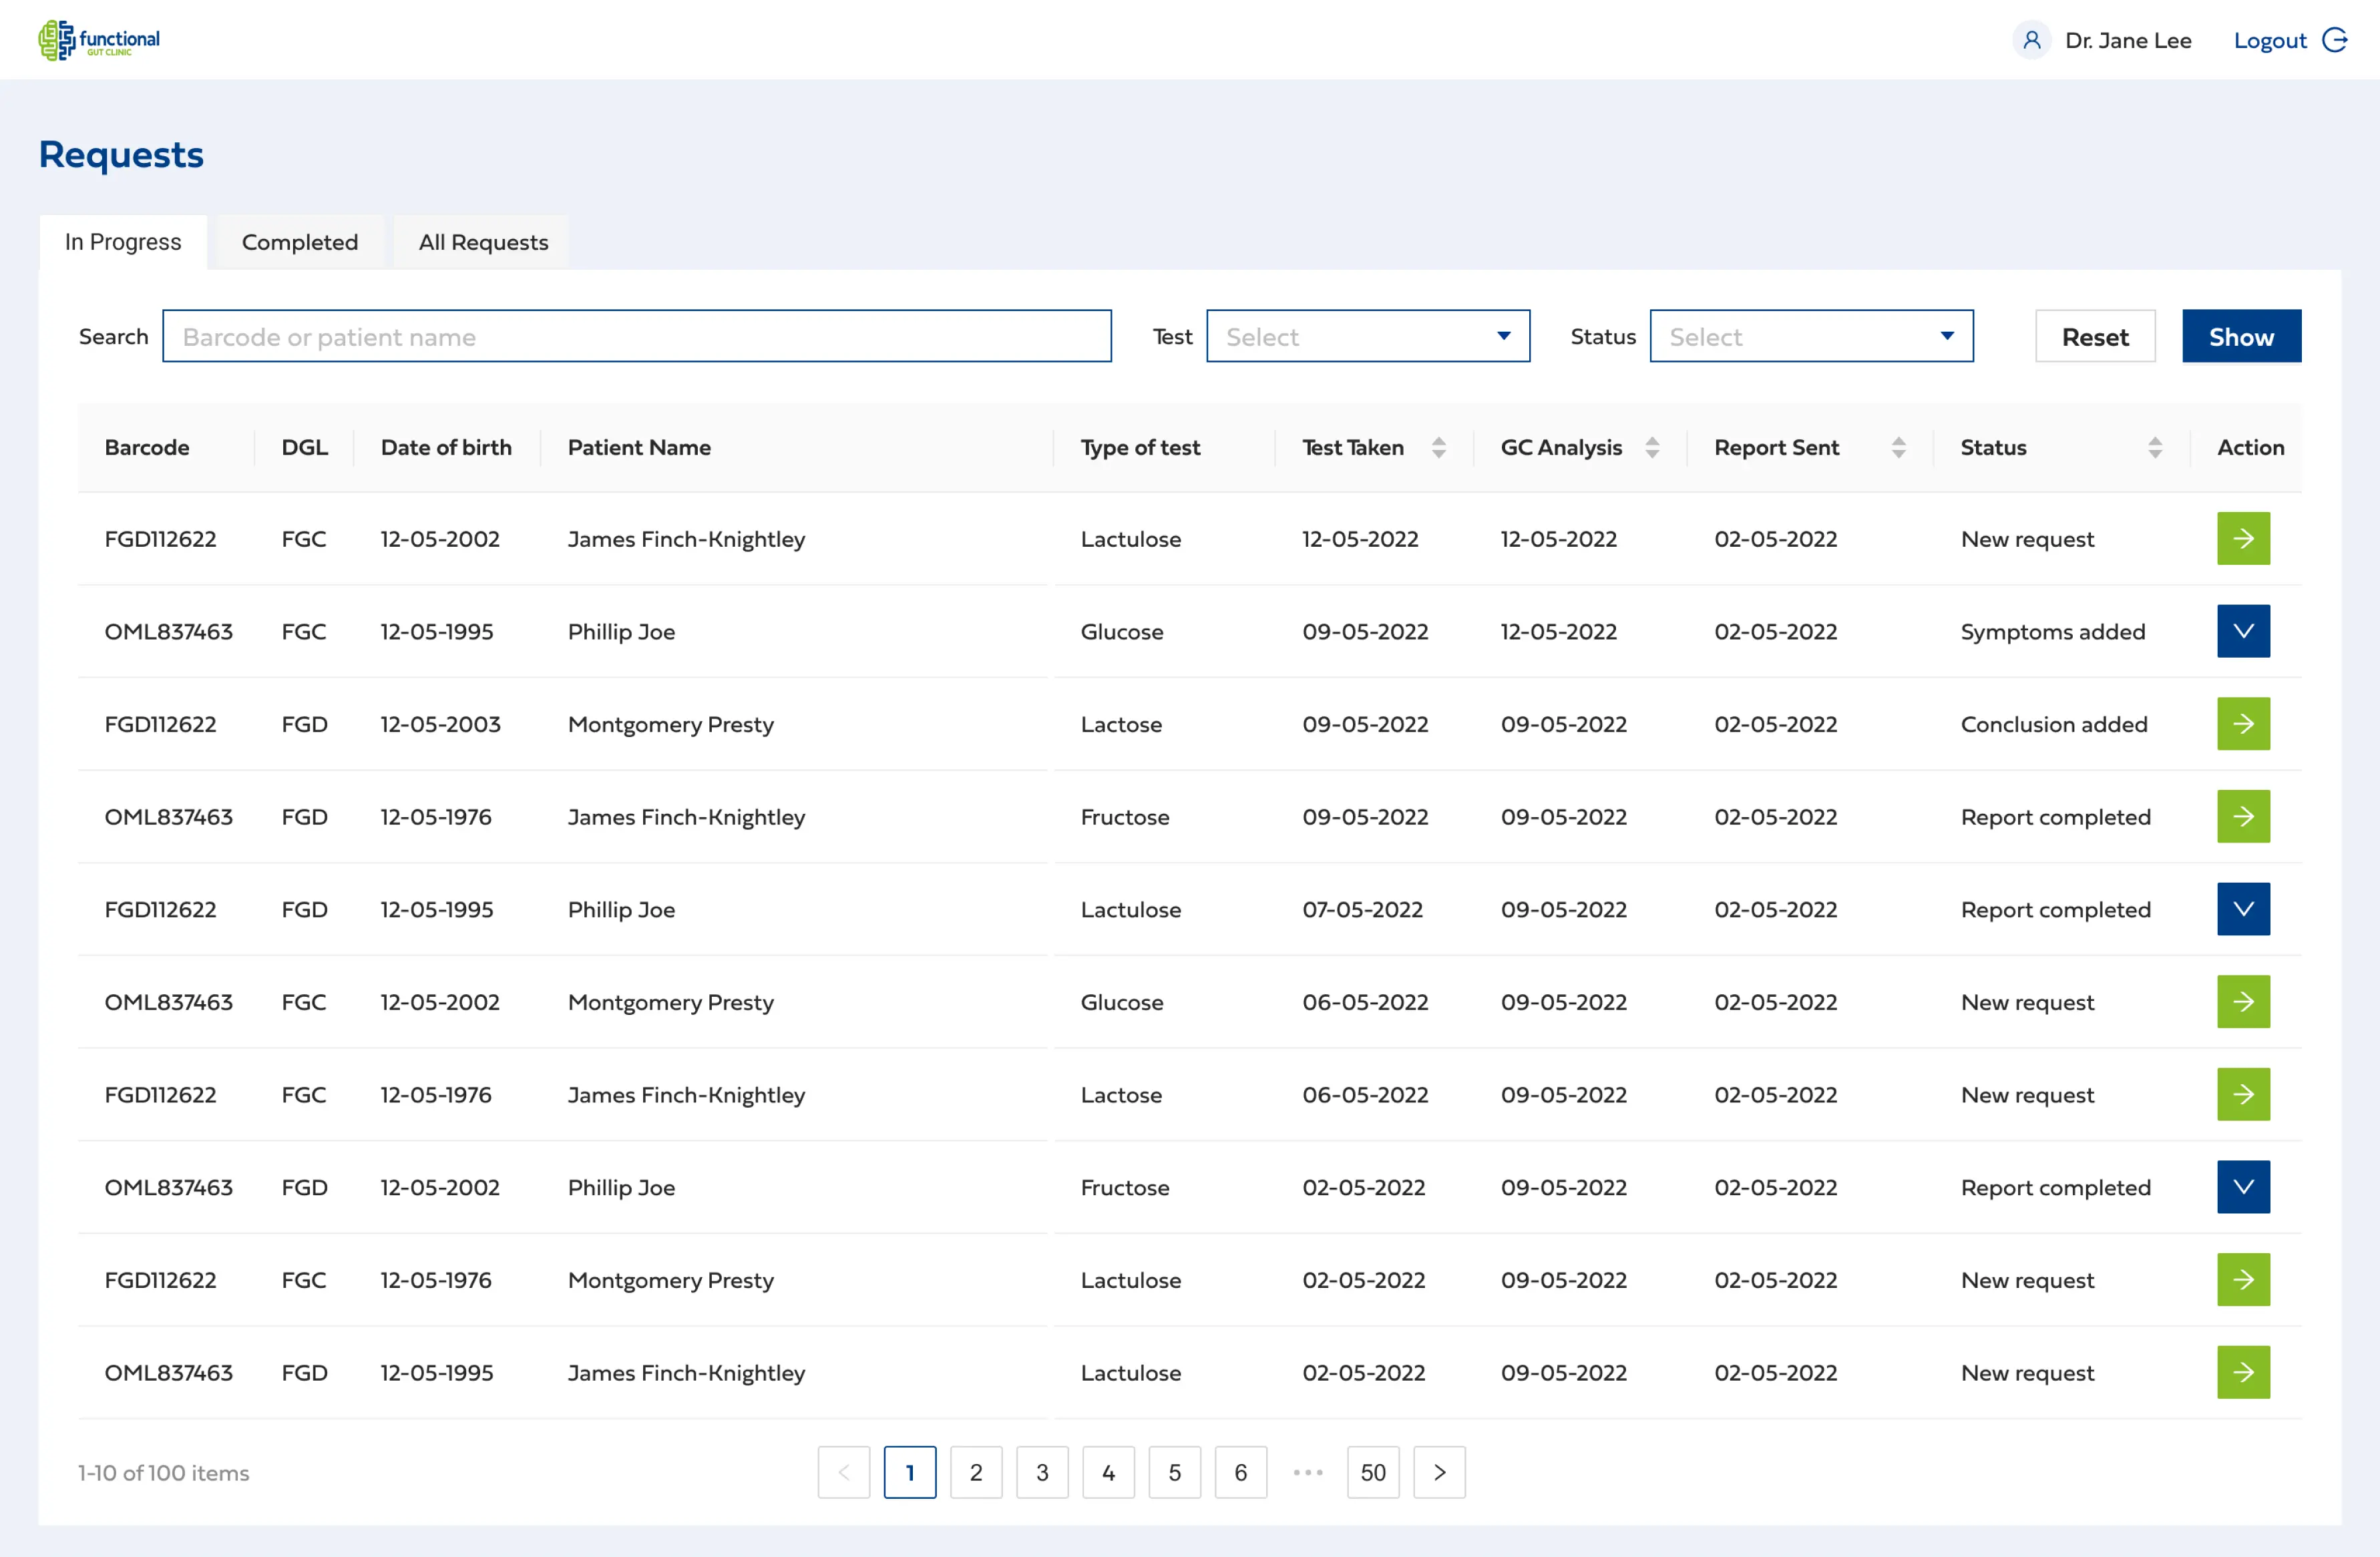 functional
GUT CLINIC
Dr. Jane Lee
Logout
Requests
In Progress
Completed
All Requests
Search
Barcode or patient name
Test
Select
Status
Select
Reset
Show
Barcode DGL Date of birth Patient Name Type of test Test Taken GC Analysis Report Sent Status Action
FGD112622 FGC 12-05-2002 James Finch-Knightley Lactulose 12-05-2022 12-05-2022 02-05-2022 New request
OML837463 FGC 12-05-1995 Phillip Joe Glucose 09-05-2022 12-05-2022 02-05-2022 Symptoms added
FGD112622 FGD 12-05-2003 Montgomery Presty Lactose 09-05-2022 09-05-2022 02-05-2022 Conclusion added
OML837463 FGD 12-05-1976 James Finch-Knightley Fructose 09-05-2022 09-05-2022 02-05-2022 Report completed
FGD112622 FGD 12-05-1995 Phillip Joe Lactulose 07-05-2022 09-05-2022 02-05-2022 Report completed
OML837463 FGC 12-05-2002 Montgomery Presty Glucose 06-05-2022 09-05-2022 02-05-2022 New request
FGD112622 FGC 12-05-1976 James Finch-Knightley Lactose 06-05-2022 09-05-2022 02-05-2022 New request
OML837463 FGD 12-05-2002 Phillip Joe Fructose 02-05-2022 09-05-2022 02-05-2022 Report completed
FGD112622 FGC 12-05-1976 Montgomery Presty Lactulose 02-05-2022 09-05-2022 02-05-2022 New request
OML837463 FGD 12-05-1995 James Finch-Knightley Lactulose 02-05-2022 09-05-2022 02-05-2022 New request
1-10 of 100 items
< 1 2 3 4 5 6 ••• 50 >